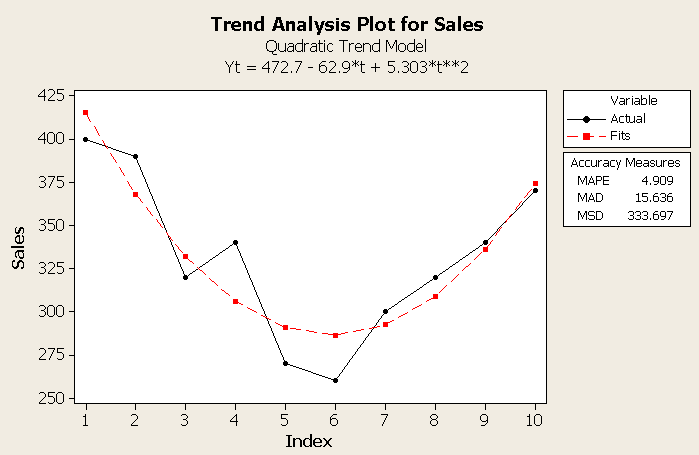 Trend Analysis Plot for Sales
Quadratic Trend Model
Yt = 472.7 - 62.9*t + 5.303*t**2
425
400
375
350
325
300
275
250
Sales
1 2 3 4 5 6 7 8 9 10
Index
Variable
Actual
Fits
Accuracy Measures
MAPE 4.909
MAD 15.636
MSD 333.697